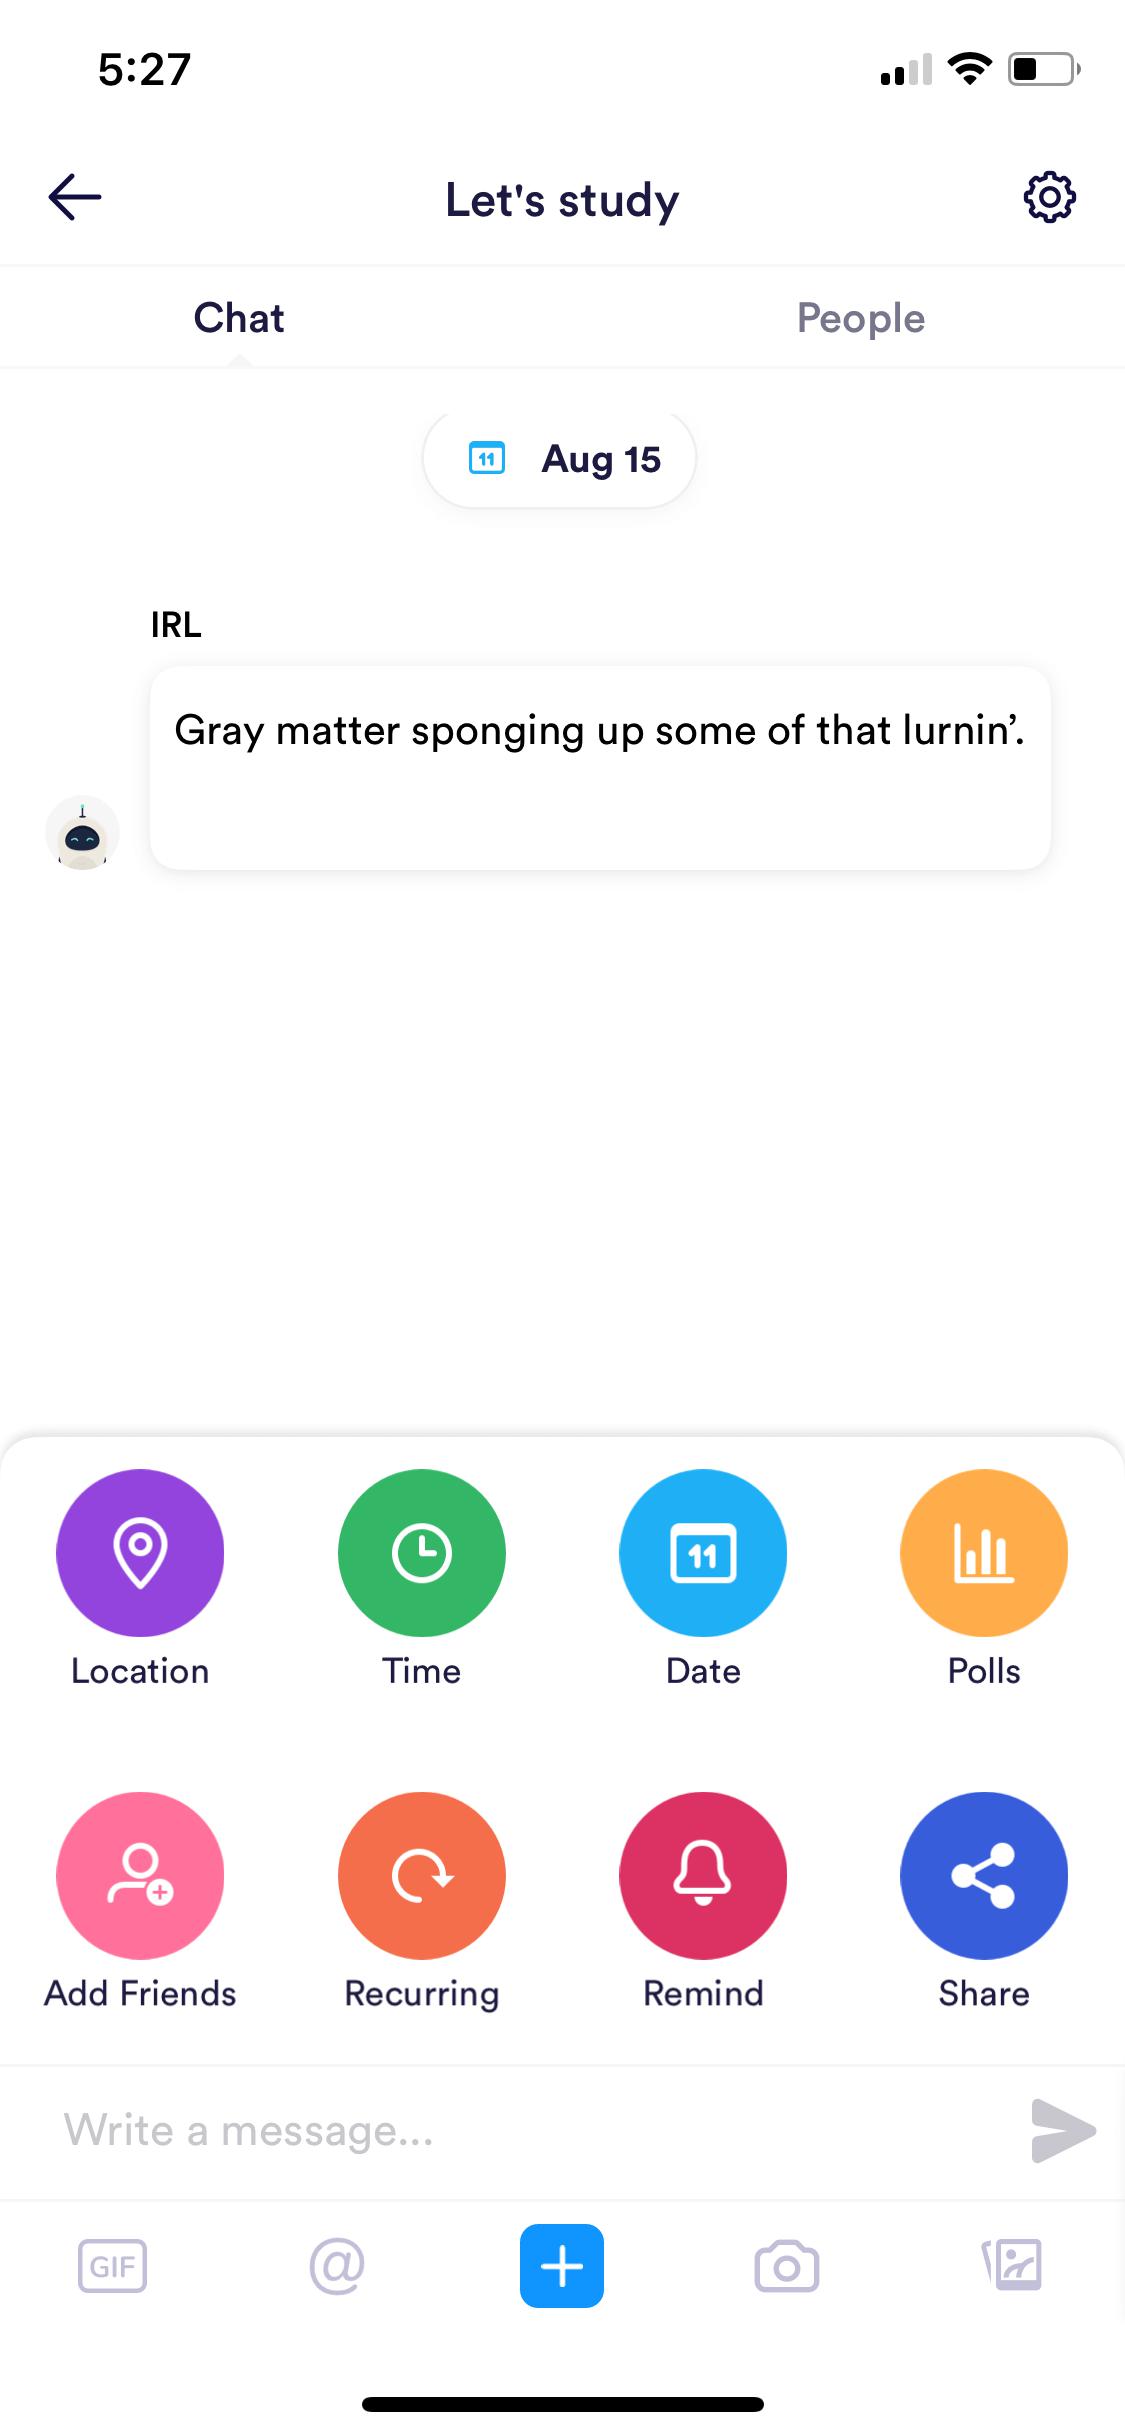 5:27
Let's study
Chat
People
11 Aug 15
IRL
Gray matter sponging up some of that lurnin’.
11
Location
Time
Date
Polls
Add Friends
Recurring
Remind
Share
Write a message...
GIF
@